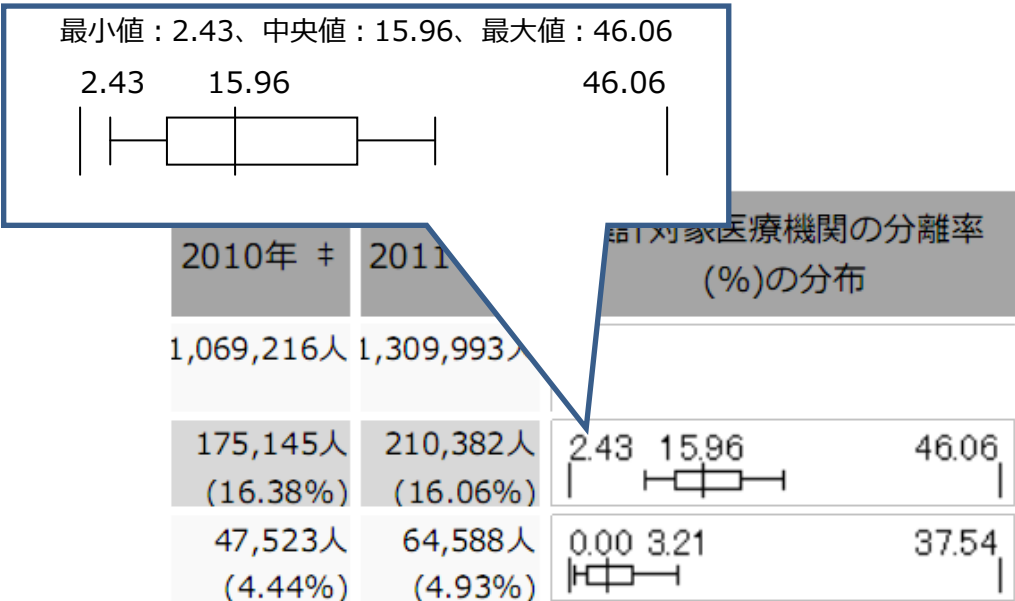 最小値：2.43、中央値：15.96、最大値：46.06
2.43 15.96 46.06
2010年 ‡ 2011 対象医療機関の分離率
(%)の分布
1,069,216人 1,309,993人
175,145人 210,382人 2.43 15.96 46.06
(16.38%) (16.06%)
47,523人 64,588人 0.00 3.21 37.54
(4.44%) (4.93%)